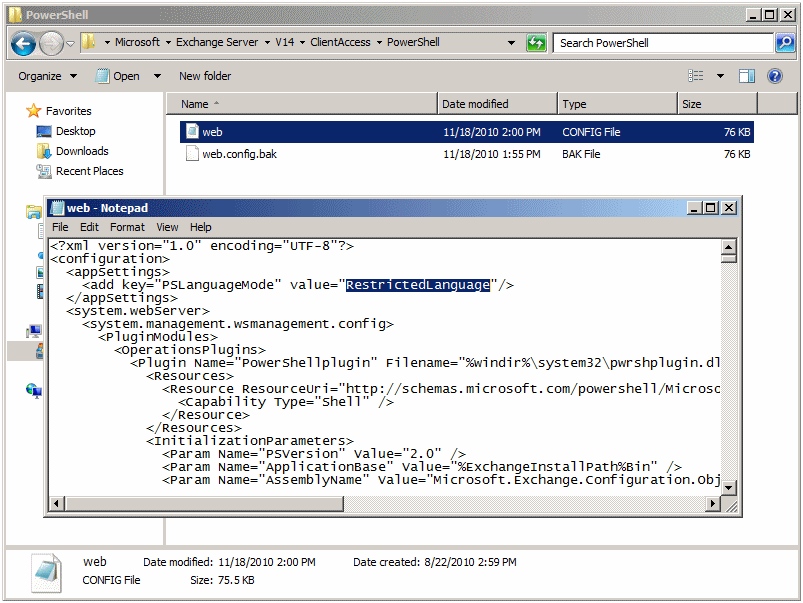 PowerShell
Microsoft Exchange Server V14 ClientAccess PowerShell
Search PowerShell
Organize Open New folder
Name Date modified Type Size
Favorites
Desktop
Downloads
Recent Places
web 11/18/2010 2:00 PM CONFIG File 76 KB
web.config.bak 11/18/2010 1:55 PM BAK File 76 KB
web - Notepad
File Edit Format View Help
<?xml version="1.0" encoding="UTF-8"?>
<configuration>
<appSettings>
<add key="PSLanguageMode" value="RestrictedLanguage"/>
</appSettings>
<system.webServer>
<system.management.wsmanagement.config>
<PluginModules>
<OperationsPlugins>
<Plugin Name="PowerShellplugin" Filename="%windir%\system32\pwrshplugin.dl
<Resources>
<Resource ResourceUri="http://schemas.microsoft.com/powershell/Microso
<Capability Type="Shell" />
</Resource>
</Resources>
<InitializationParameters>
<Param Name="PSVersion" Value="2.0" />
<Param Name="ApplicationBase" Value="%ExchangeInstallPath%Bin" />
<Param Name="AssemblyName" Value="Microsoft.Exchange.Configuration.Obj
web Date modified: 11/18/2010 2:00 PM Date created: 8/22/2010 2:59 PM
CONFIG File Size: 75.5 KB